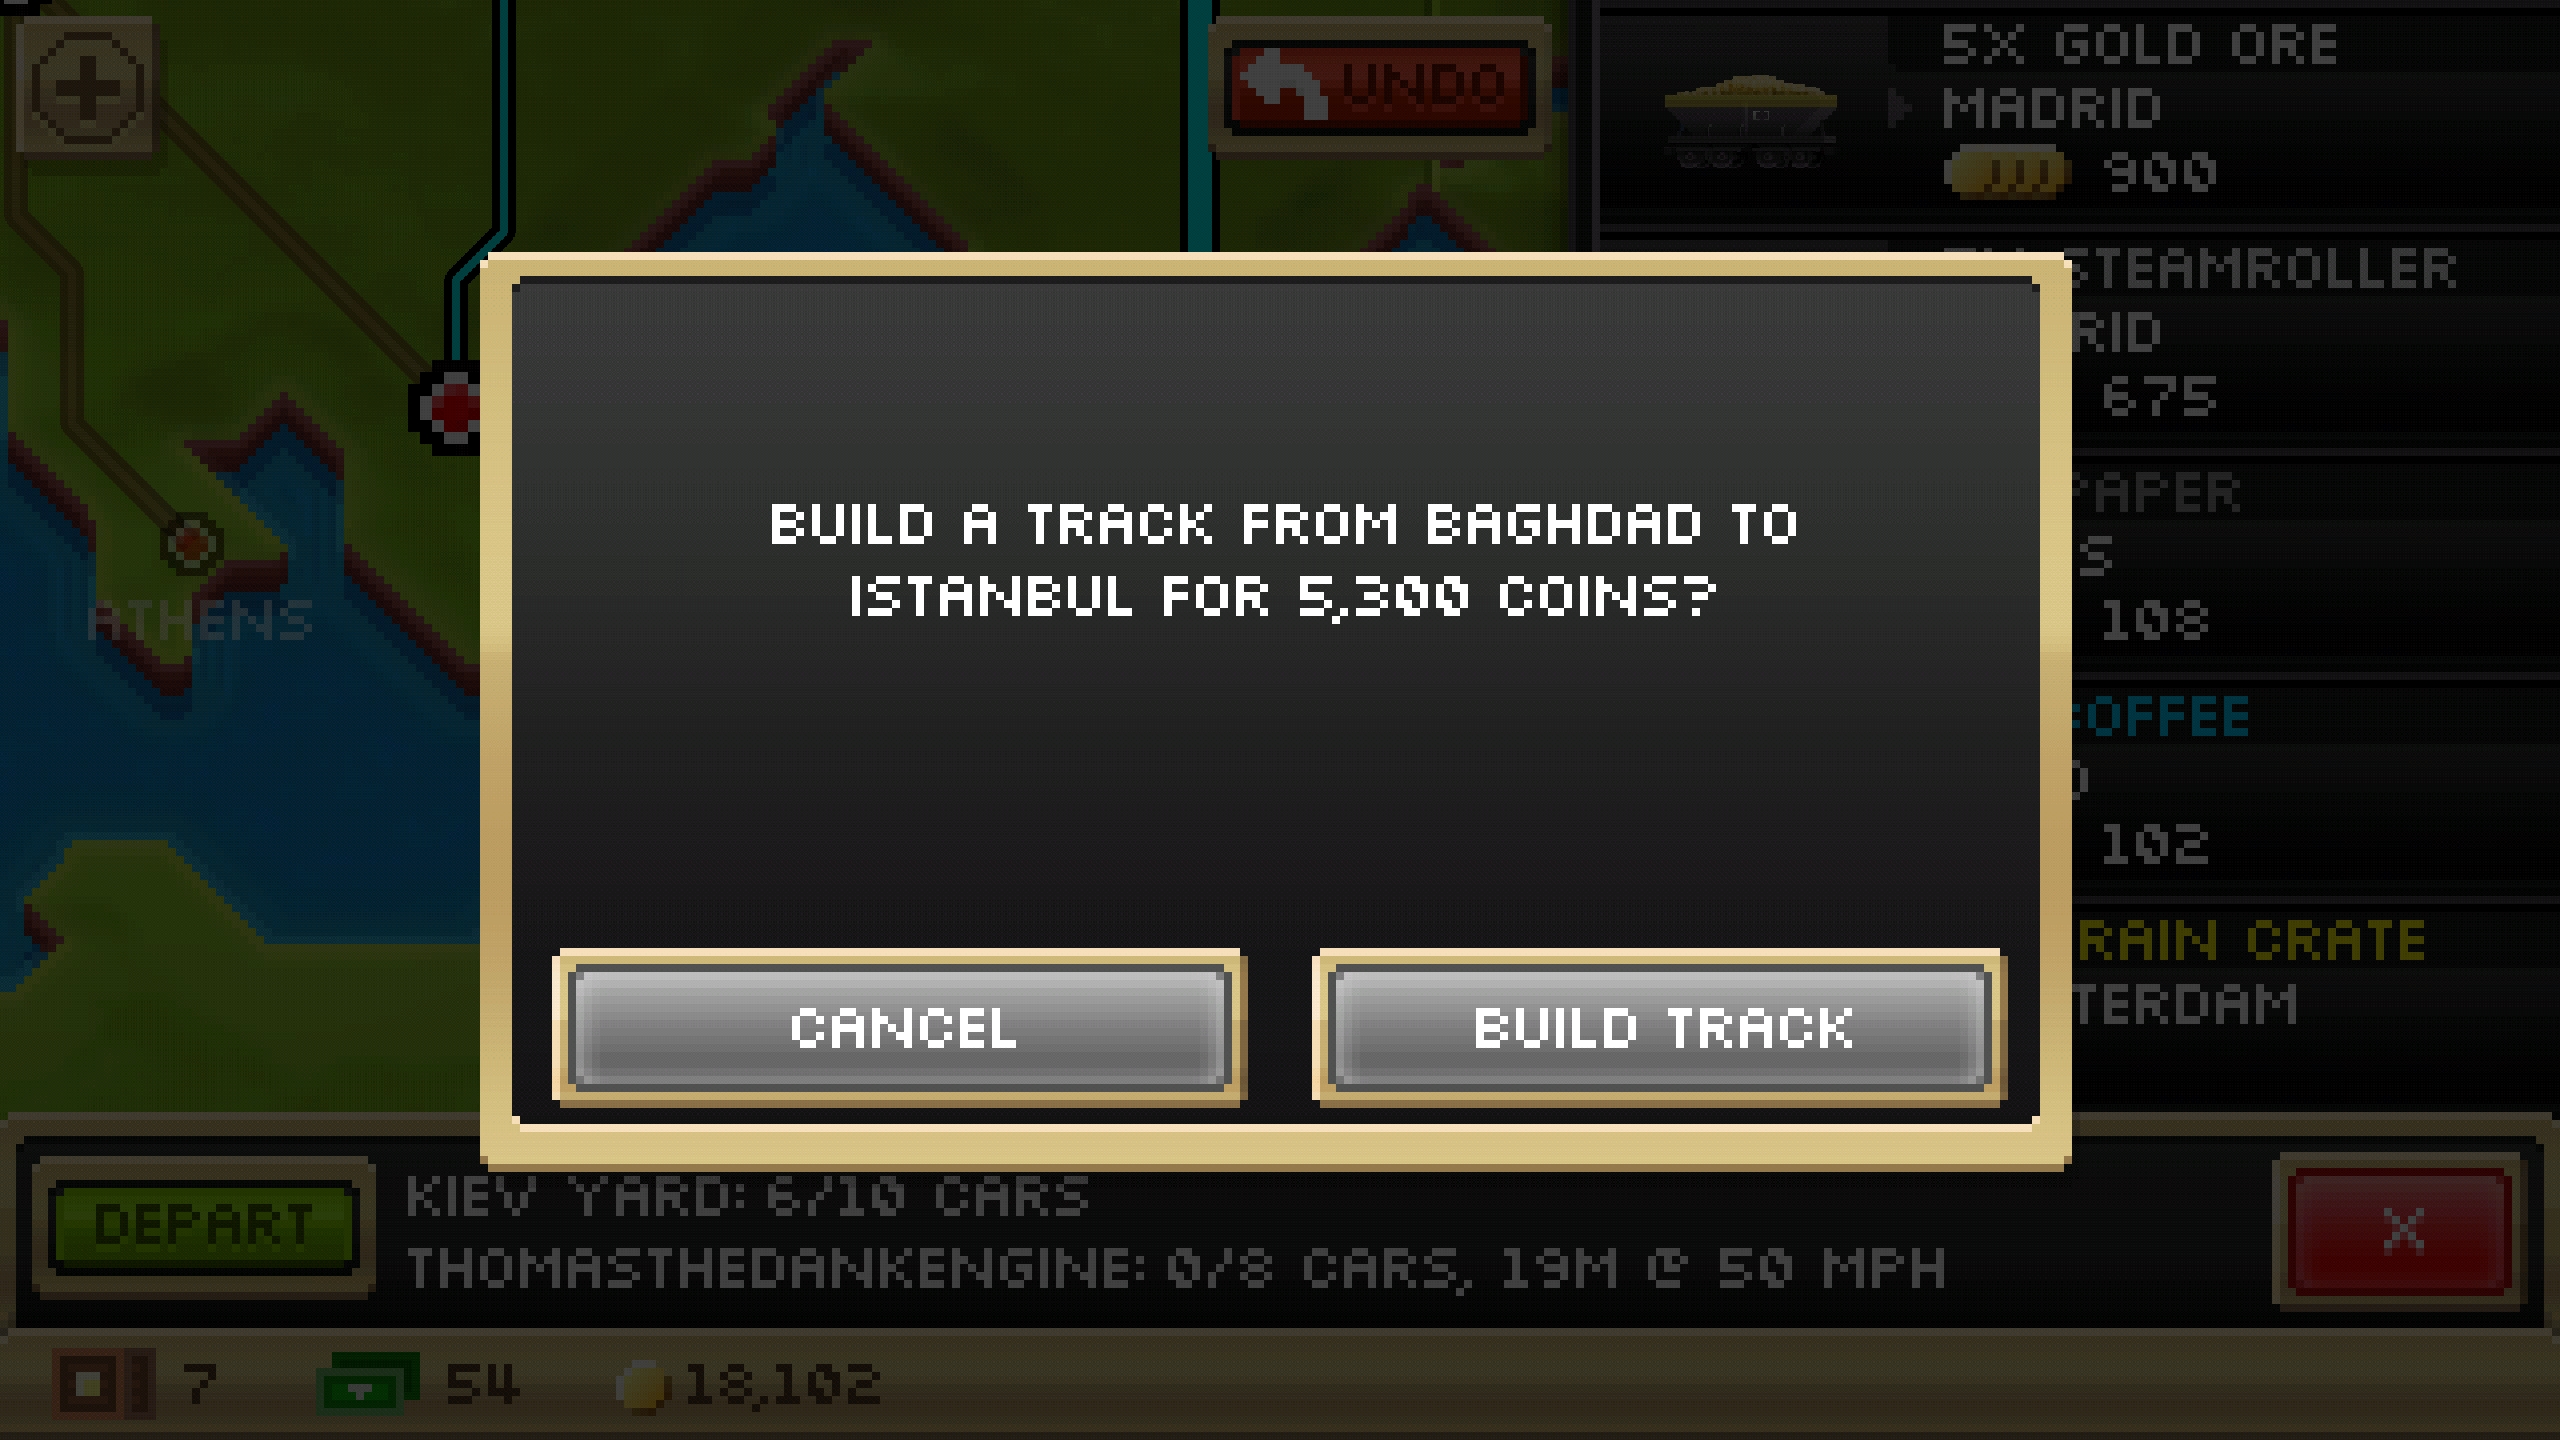 UNDO
5X GOLD ORE
MADRID
900
STEAMROLLER
RID
675
PAPER
S
108
COFFEE
102
RAIN CRATE
TERDAM
ATHENS
BUILD A TRACK FROM BAGHDAD TO
ISTANBUL FOR 5,300 COINS?
CANCEL
BUILD TRACK
DEPART
KIEV YARD: 6/10 CARS
THOMASTHEDANKENGINE: 0/8 CARS, 19M @ 50 MPH
X
7
54
18,102